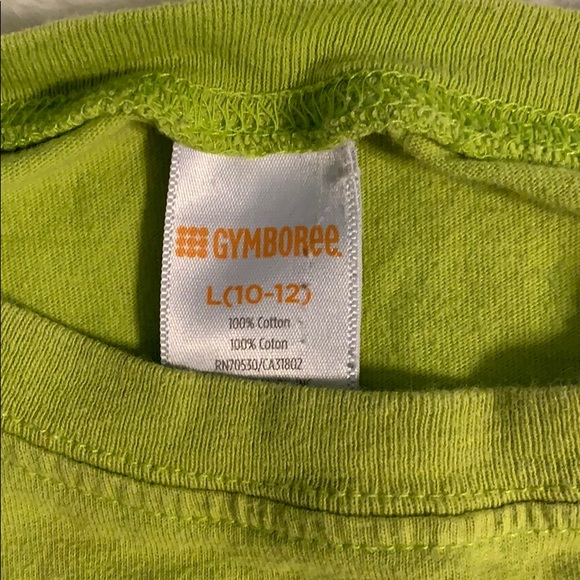 GYMBOREE
L(10-12)
100% Cotton
100% Coton
RN70530/CA31802